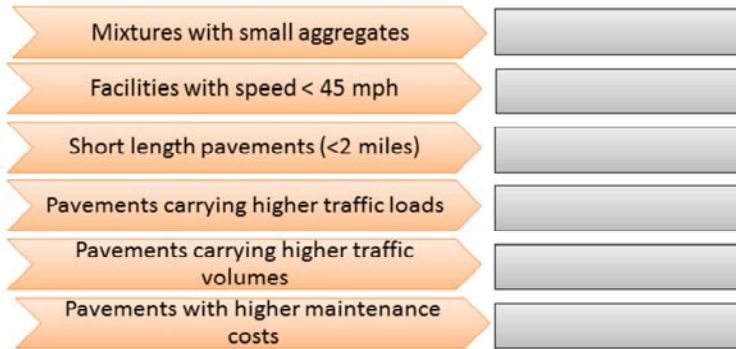 Mixtures with small aggregates
Facilities with speed < 45 mph
Short length pavements (<2 miles)
Pavements carrying higher traffic loads
Pavements carrying higher traffic
volumes
Pavements with higher maintenance
costs